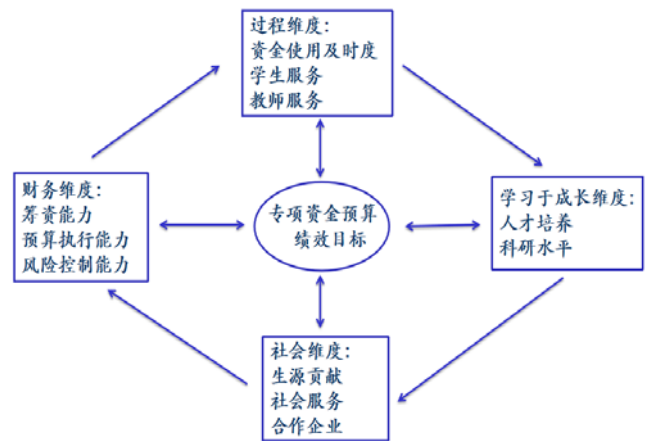 过程维度：
资金使用及时度
学生服务
教师服务
财务维度：
筹资能力
预算执行能力
风险控制能力
专项资金预算
绩效目标
学习于成长维度：
人才培养
科研水平
社会维度：
生源贡献
社会服务
合作企业